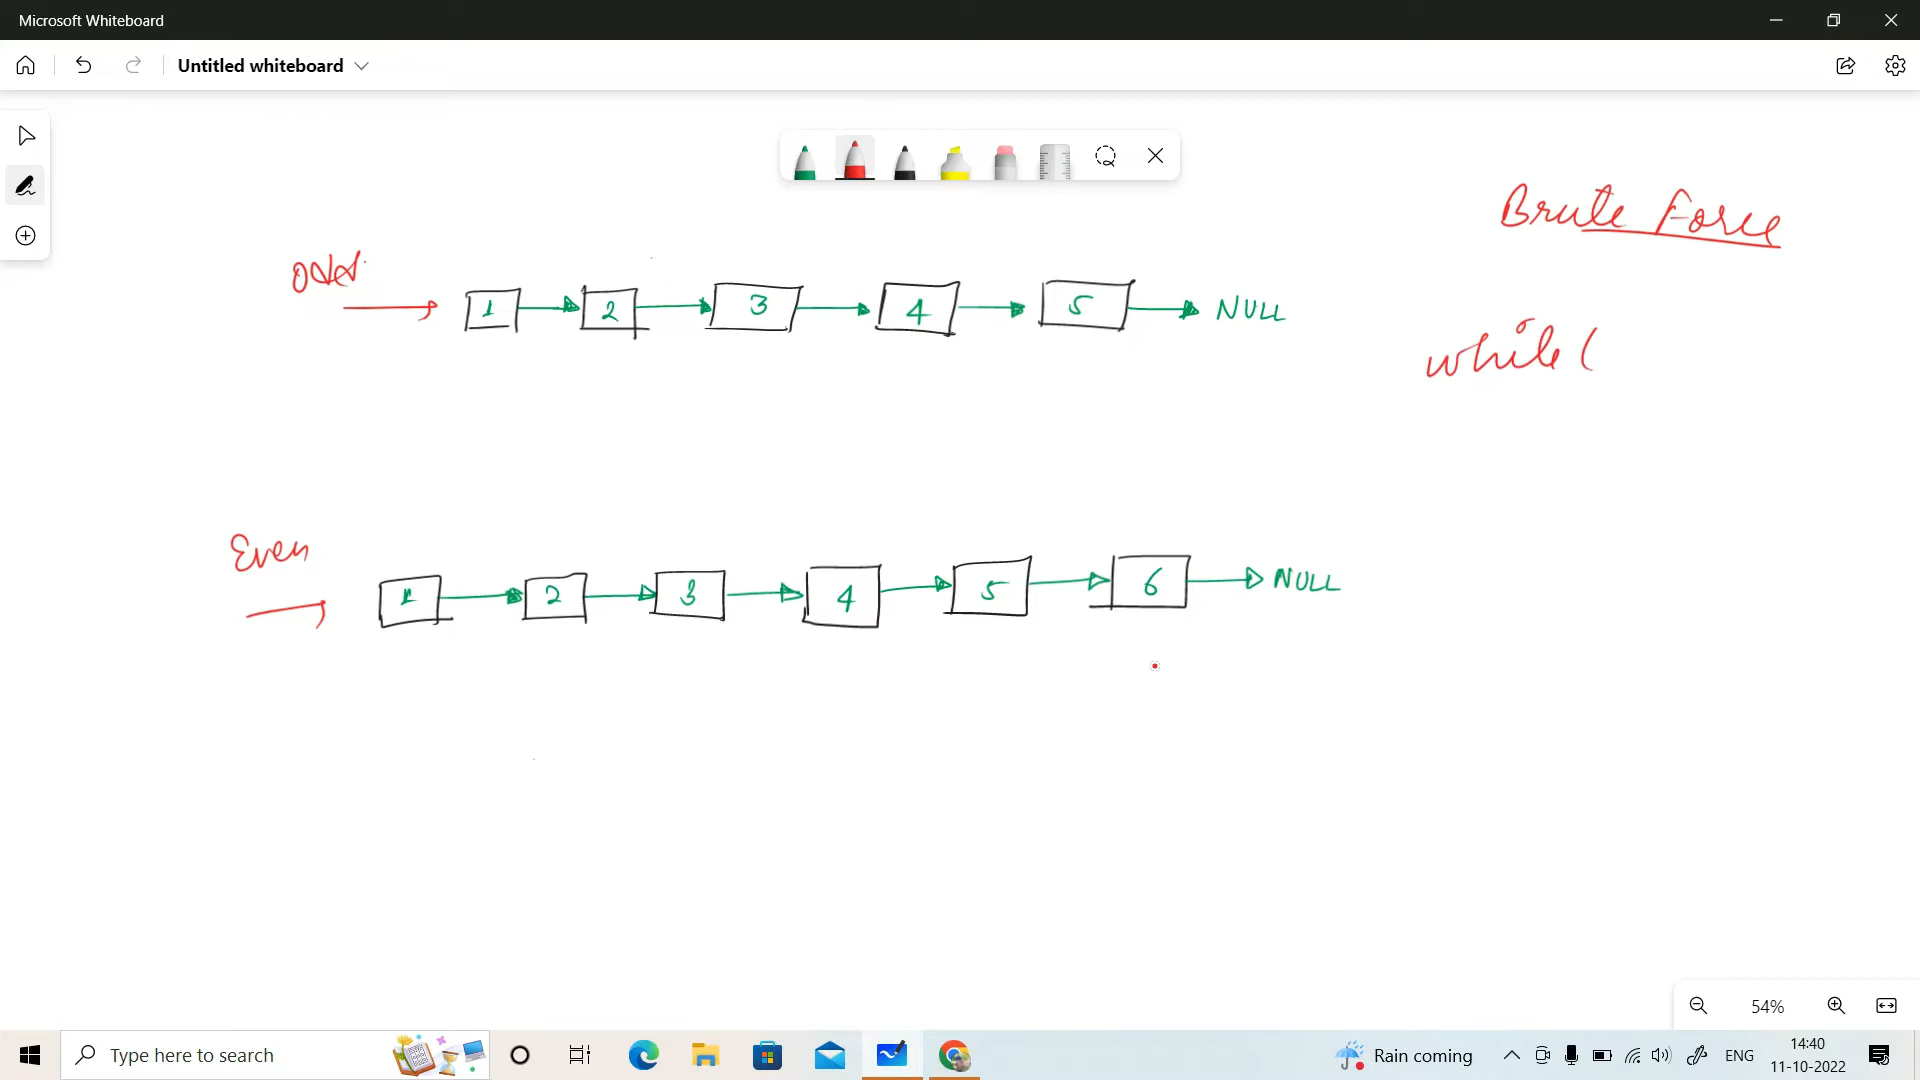 Microsoft Whiteboard
Untitled whiteboard
Brute Force
odd
1 2 3 4 5 NULL
while (
Even
1 2 3 4 5 6 NULL
54%
Type here to search
Rain coming
ENG
14:40
11-10-2022